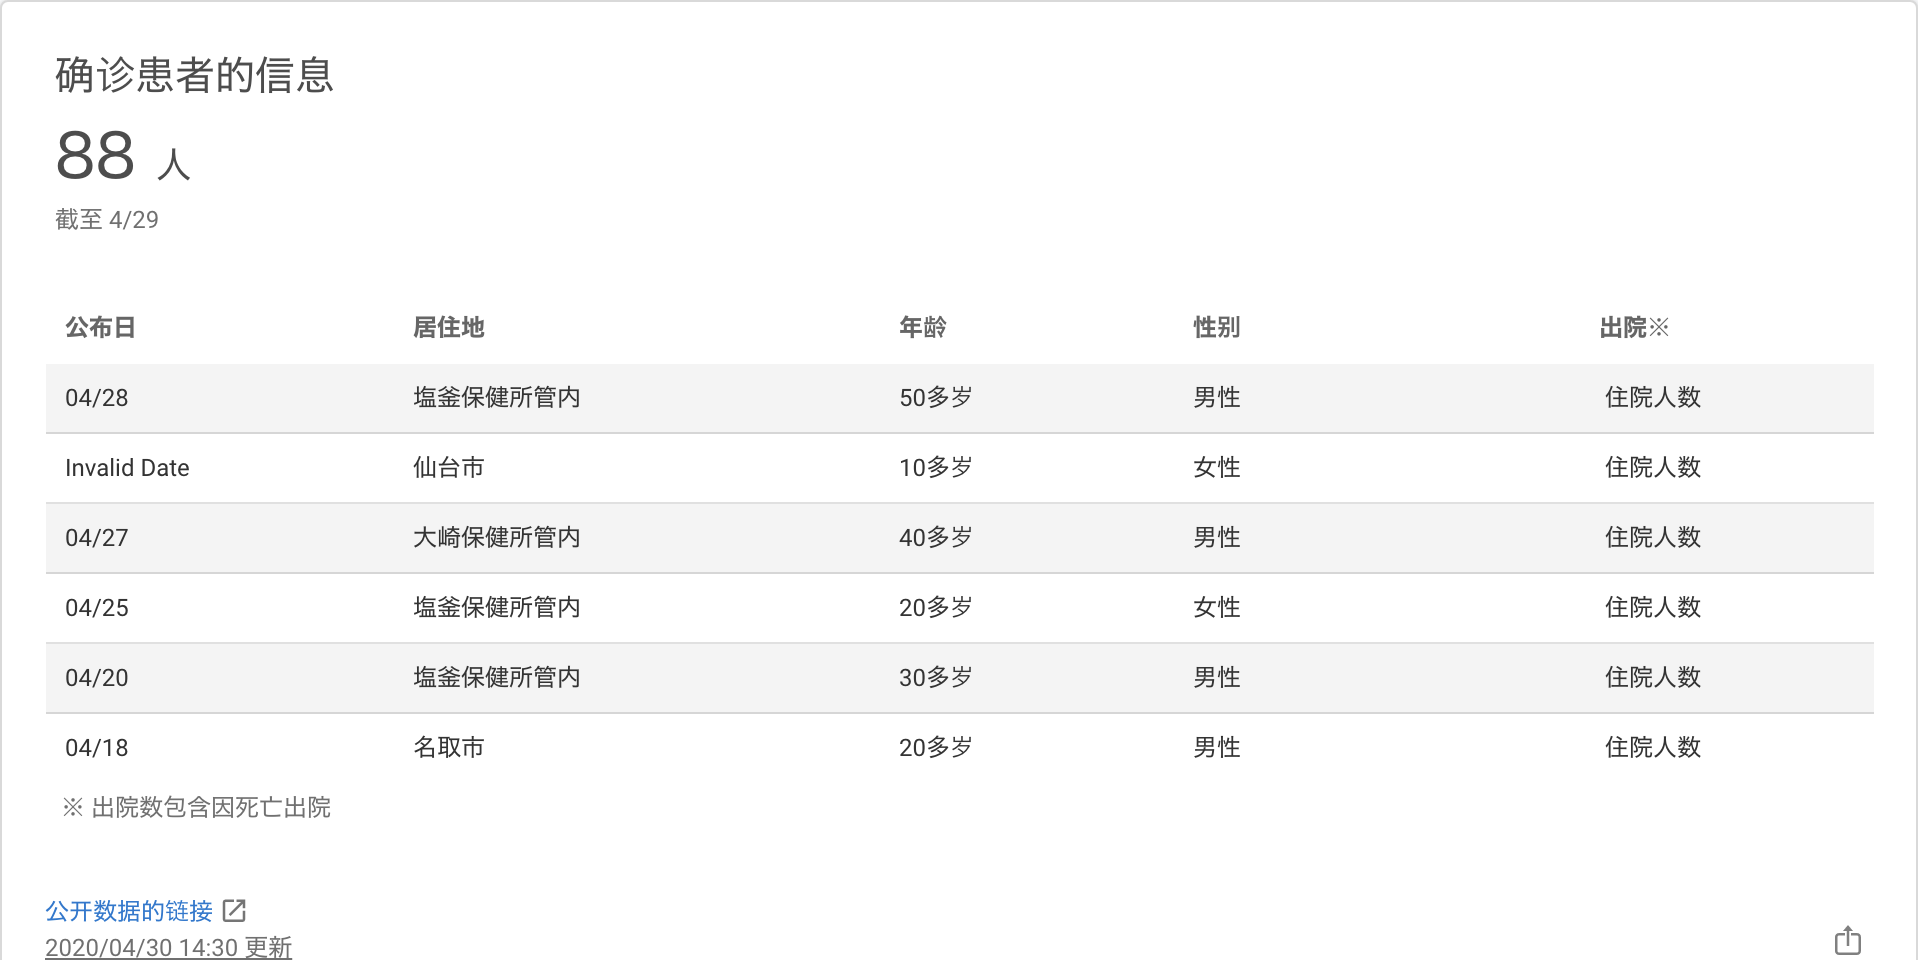 确诊患者的信息
88 人
截至 4/29
公布日 居住地 年龄 性别 出院※
04/28 塩釜保健所管内 50多岁 男性 住院人数
Invalid Date 仙台市 10多岁 女性 住院人数
04/27 大崎保健所管内 40多岁 男性 住院人数
04/25 塩釜保健所管内 20多岁 女性 住院人数
04/20 塩釜保健所管内 30多岁 男性 住院人数
04/18 名取市 20多岁 男性 住院人数
※ 出院数包含因死亡出院
公开数据的链接
2020/04/30 14:30 更新